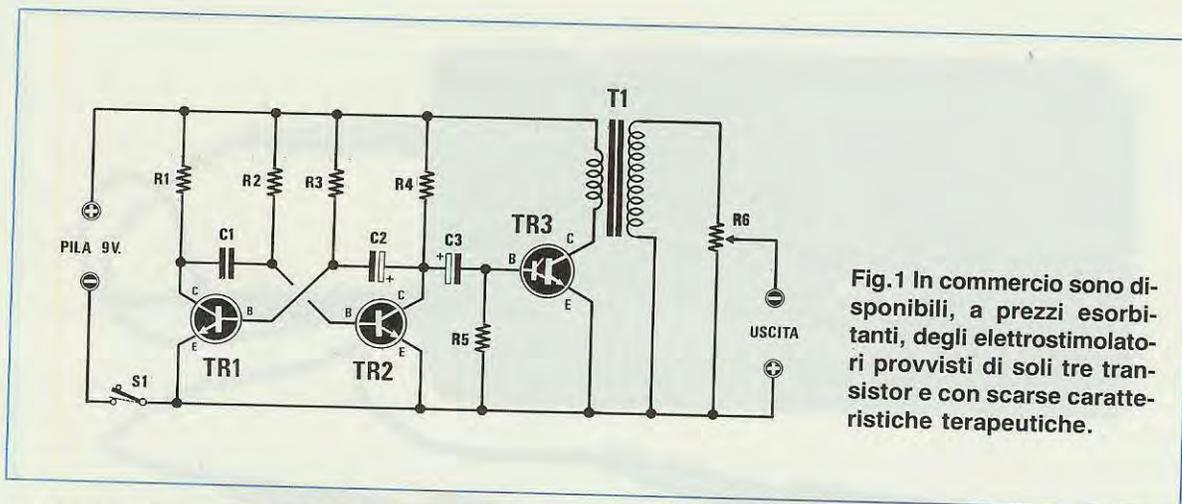 T1
R1
R2
R3
R4
R6
C1
C2
+
C3
+
TR3
B
C
E
PILA 9V.
+
−
C
B
E
TR1
B
C
E
TR2
R5
S1
−
USCITA
+
Fig.1 In commercio sono di-
sponibili, a prezzi esorbi-
tanti, degli elettrostimolato-
ri provvisti di soli tre tran-
sistor e con scarse caratte-
ristiche terapeutiche.